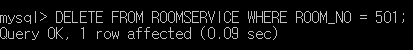 mysql> DELETE FROM ROOMSERVICE WHERE ROOM_NO = 501;
Query OK, 1 row affected (0.09 sec)